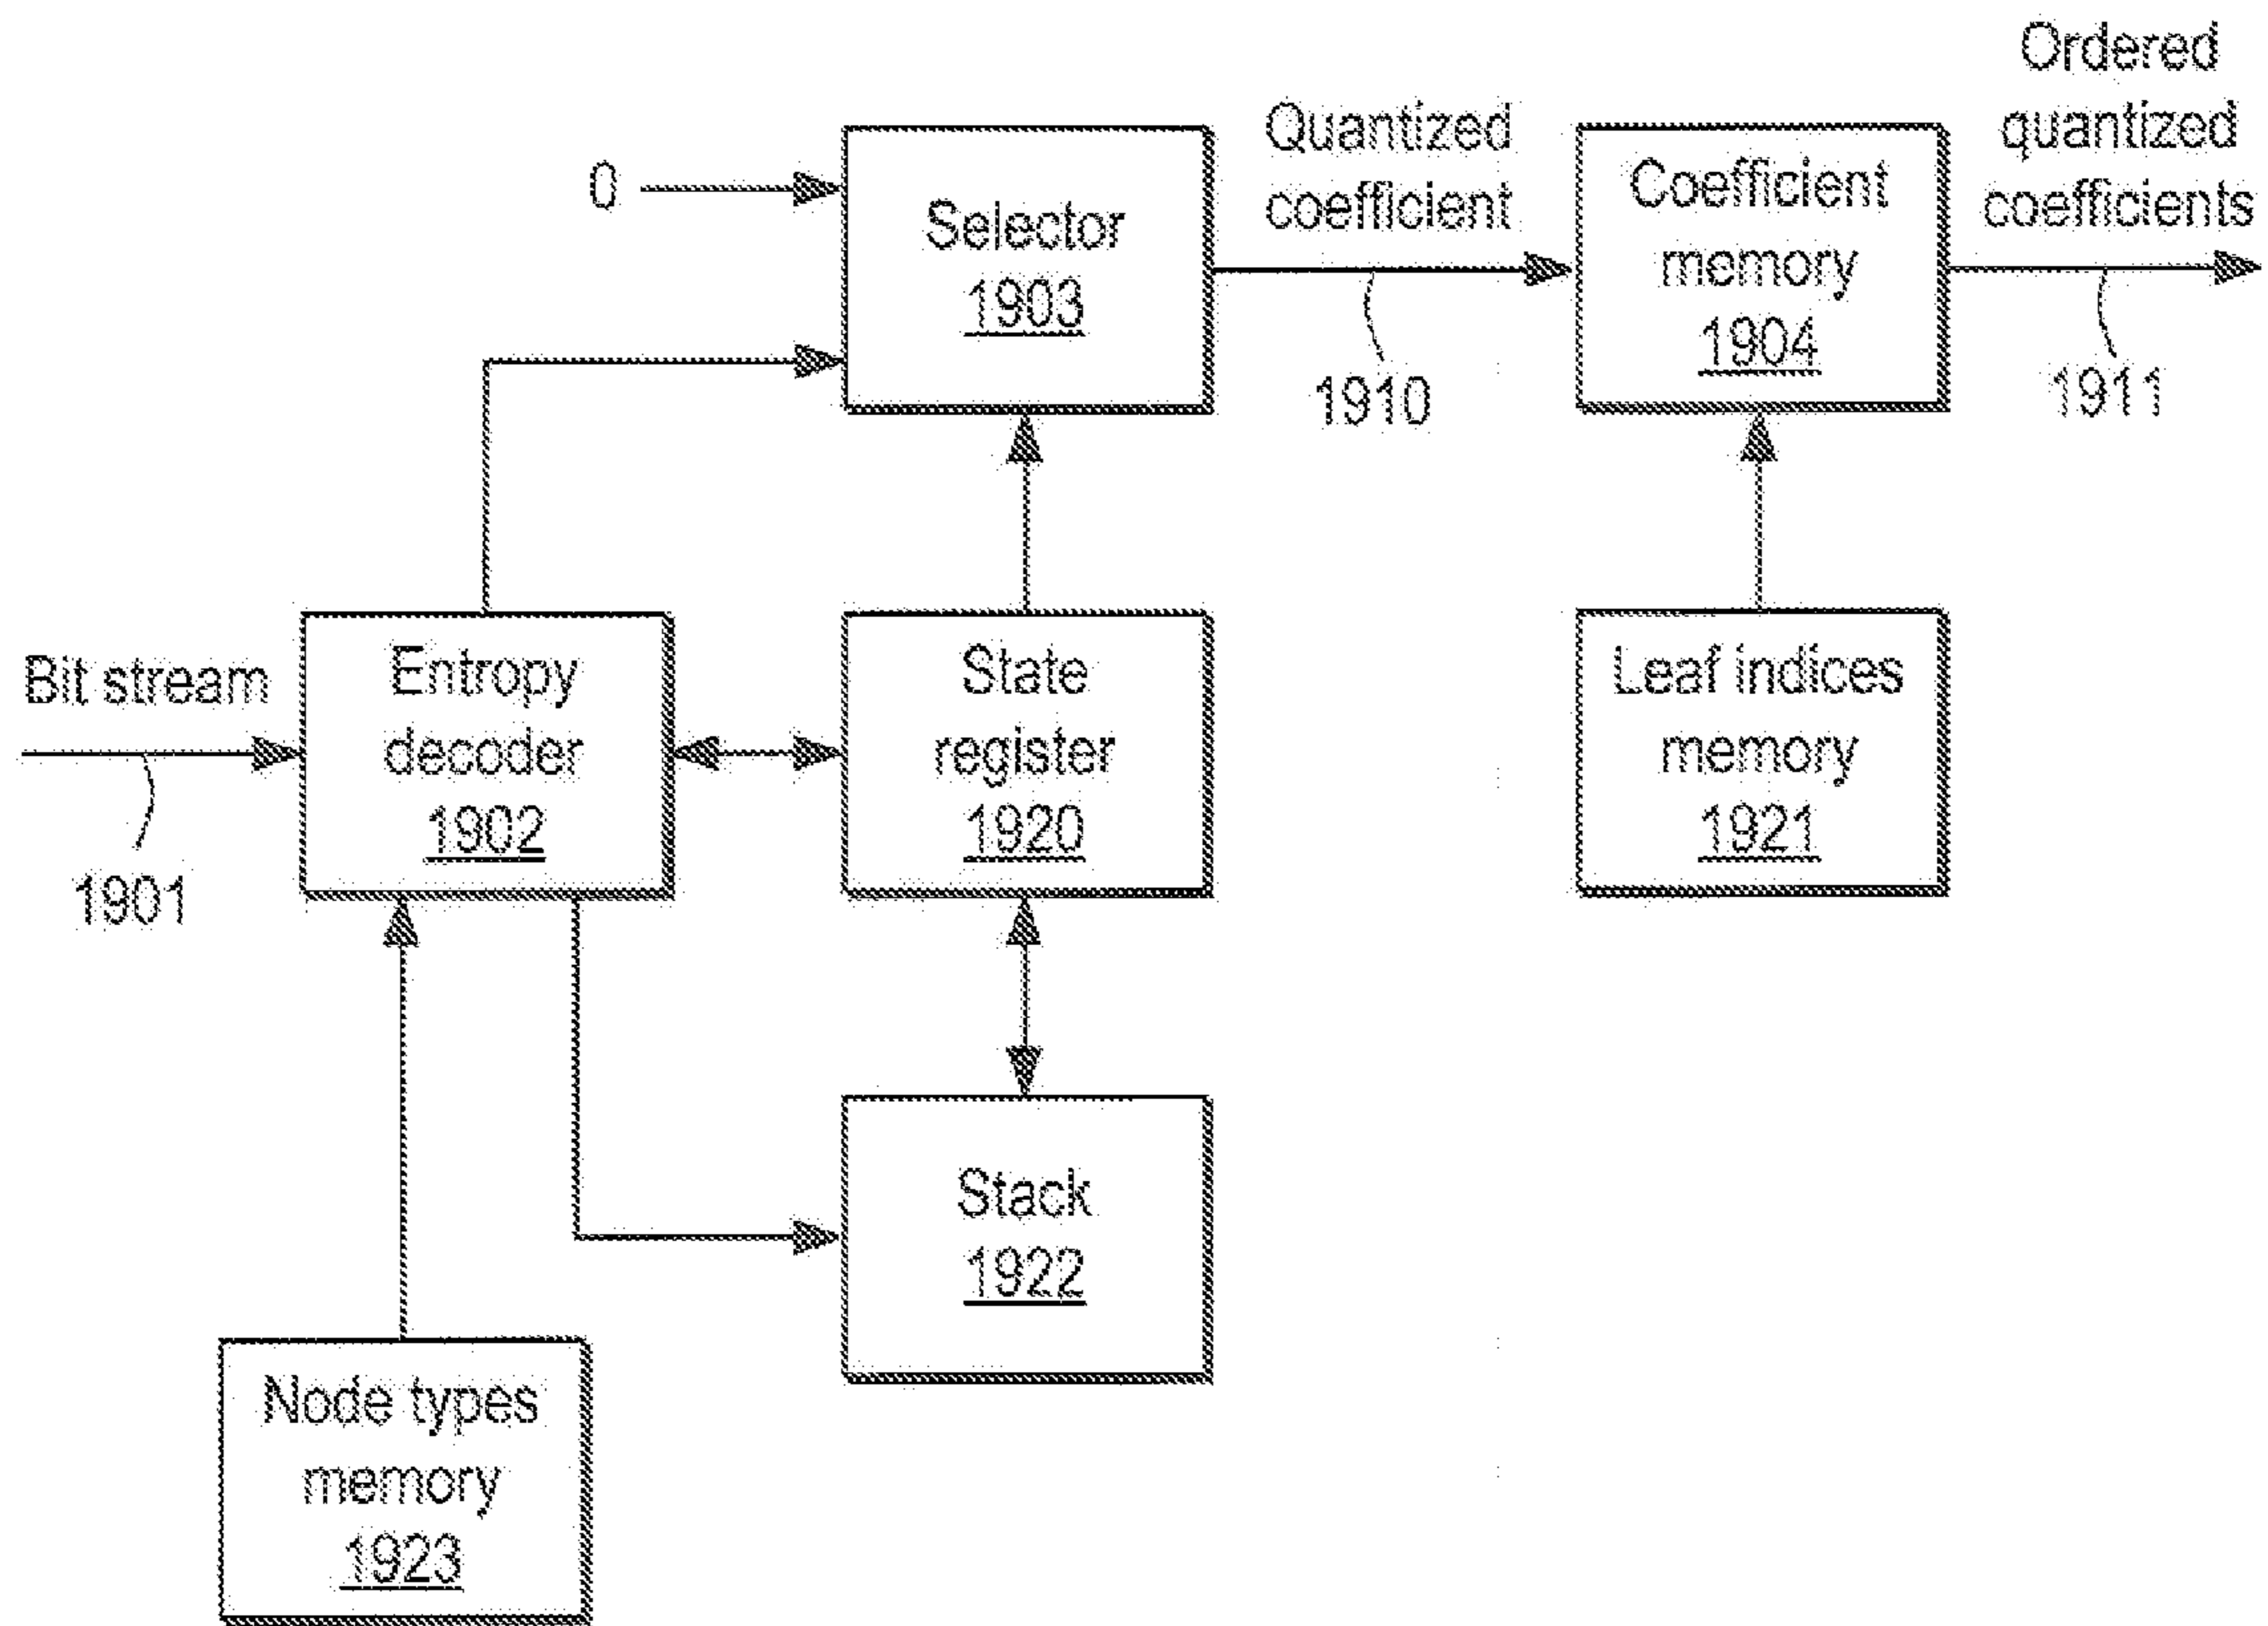 Ordered
quantized
coefficients
Quantized
coefficient
0
Selector
1903
Coefficient
memory
1904
1910
1911
Bit stream
1901
Entropy
decoder
1902
State
register
1920
Leaf indices
memory
1921
Stack
1922
Node types
memory
1923